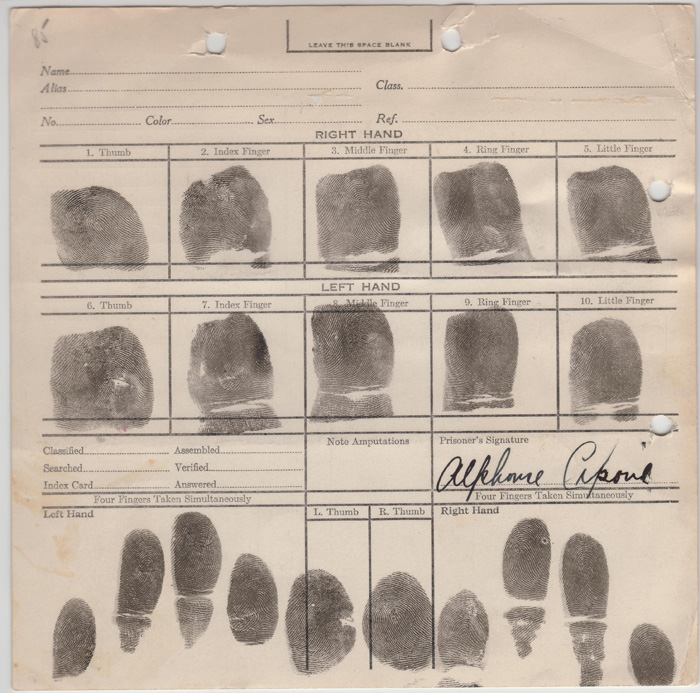 85
LEAVE THIS SPACE BLANK
Name
Alias
Class.
No. Color Sex Ref.
RIGHT HAND
1. Thumb 2. Index Finger 3. Middle Finger 4. Ring Finger 5. Little Finger
LEFT HAND
6. Thumb 7. Index Finger 8. Middle Finger 9. Ring Finger 10. Little Finger
Classified Assembled
Searched Verified
Index Card Answered
Note Amputations
Prisoner's Signature
Alphonse Capone
Four Fingers Taken Simultaneously
Four Fingers Taken Simultaneously
Left Hand
L. Thumb R. Thumb
Right Hand